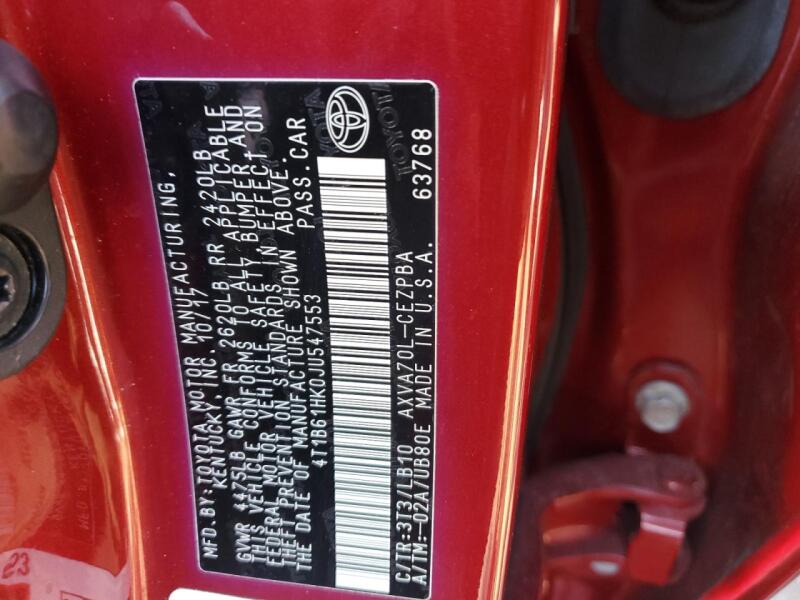 MFD.BY:TOYOTA MOTOR MANUFACTURING,
KENTUCKY, INC. 10/17
GVWR 4475LB GAWR FR 2620LB RR 2420LB
THIS VEHICLE CONFORMS TO ALL APPLICABLE
FEDERAL MOTOR VEHICLE SAFETY, BUMPER AND
THEFT PREVENTION STANDARDS IN EFFECT ON
THE DATE OF MANUFACTURE SHOWN ABOVE.
4T1B61HK0JU547553 PASS.CAR
C/TR:3T3/LB10 AXVA70L-CEZPBA 63768
A/TM:-02A/UB80E MADE IN U.S.A.
TOYOTA
23